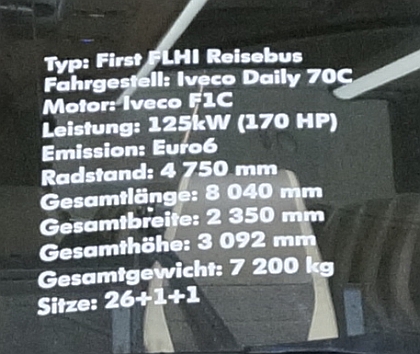 Typ: First FLHI Reisebus
Fahrgestell: Iveco Daily 70C
Motor: Iveco F1C
Leistung: 125kW (170 HP)
Emission: Euro6
Radstand: 4 750 mm
Gesamtlänge: 8 040 mm
Gesamtbreite: 2 350 mm
Gesamthöhe: 3 092 mm
Gesamtgewicht: 7 200 kg
Sitze: 26+1+1